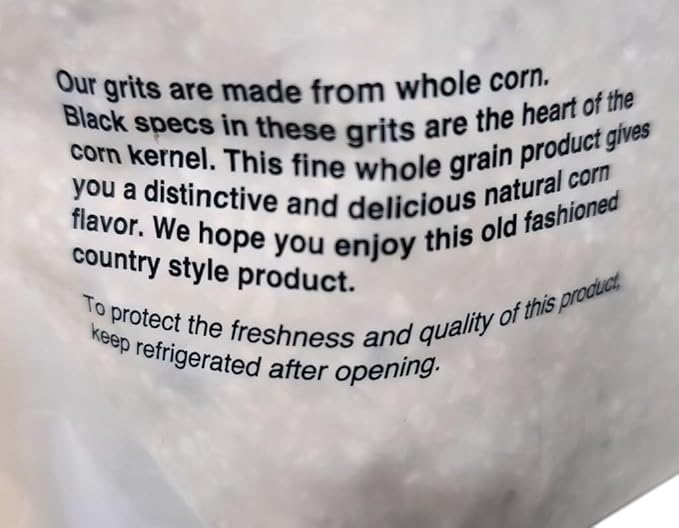 Our grits are made from whole corn.
Black specs in these grits are the heart of the
corn kernel. This fine whole grain product gives
you a distinctive and delicious natural corn
flavor. We hope you enjoy this old fashioned
country style product.
To protect the freshness and quality of this product,
keep refrigerated after opening.